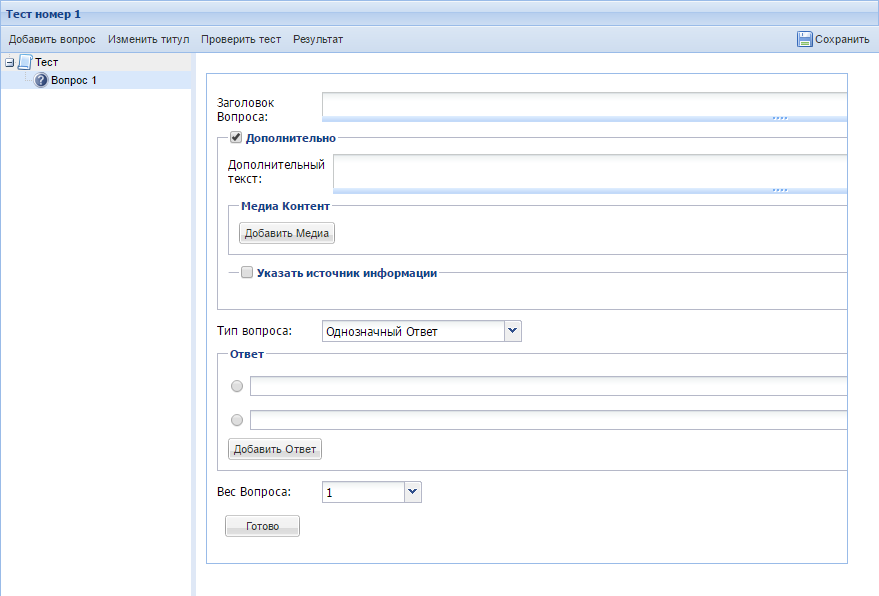 Тест номер 1
Добавить вопрос Изменить титул Проверить тест Результат Сохранить
Тест
Вопрос 1
Заголовок
Вопроса:
Дополнительно
Дополнительный
текст:
Медиа Контент
Добавить Медиа
Указать источник информации
Тип вопроса: Однозначный Ответ
Ответ
Добавить Ответ
Вес Вопроса: 1
Готово